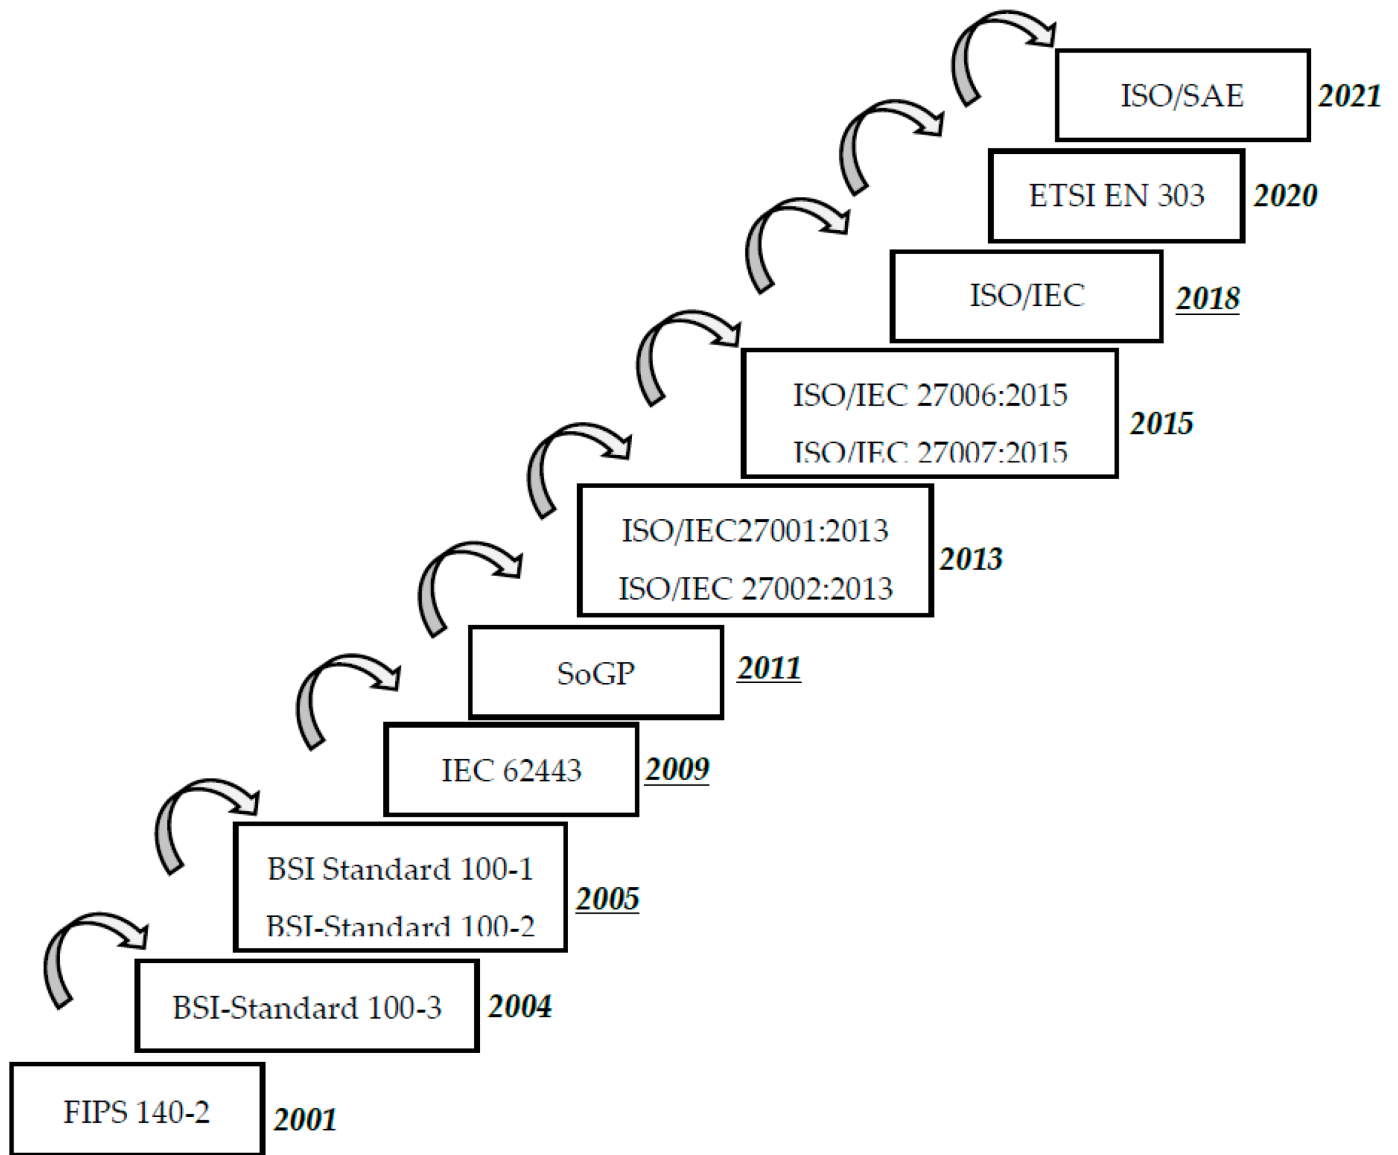 ISO/SAE
2021
ETSI EN 303
2020
ISO/IEC
2018
ISO/IEC 27006:2015
ISO/IEC 27007:2015
2015
ISO/IEC27001:2013
ISO/IEC 27002:2013
2013
SoGP
2011
IEC 62443
2009
BSI Standard 100-1
BSI-Standard 100-2
2005
BSI-Standard 100-3
2004
FIPS 140-2
2001